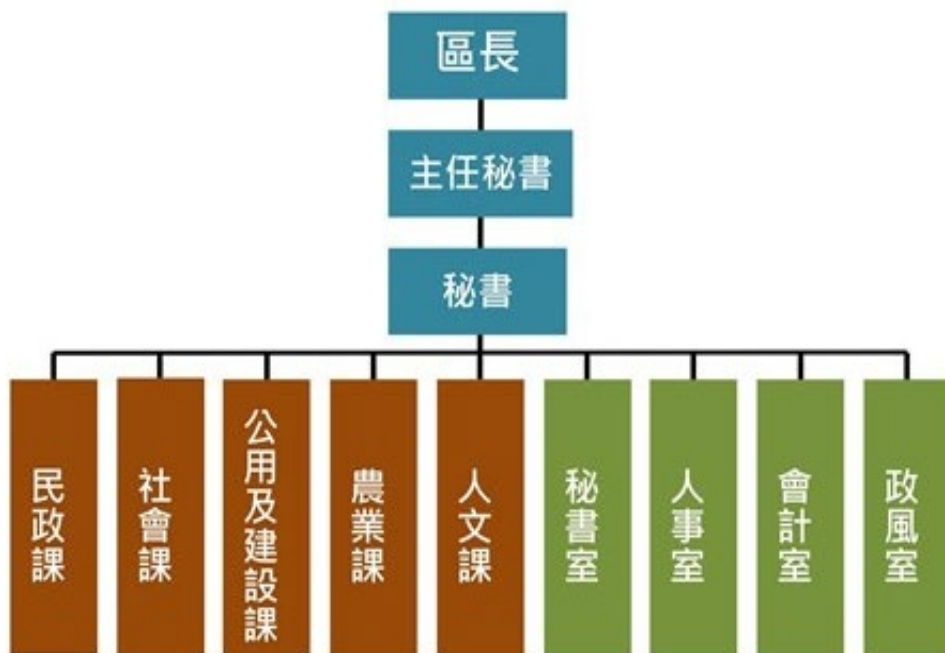 區長
主任秘書
秘書
民政課
社會課
公用及建設課
農業課
人文課
秘書室
人事室
會計室
政風室